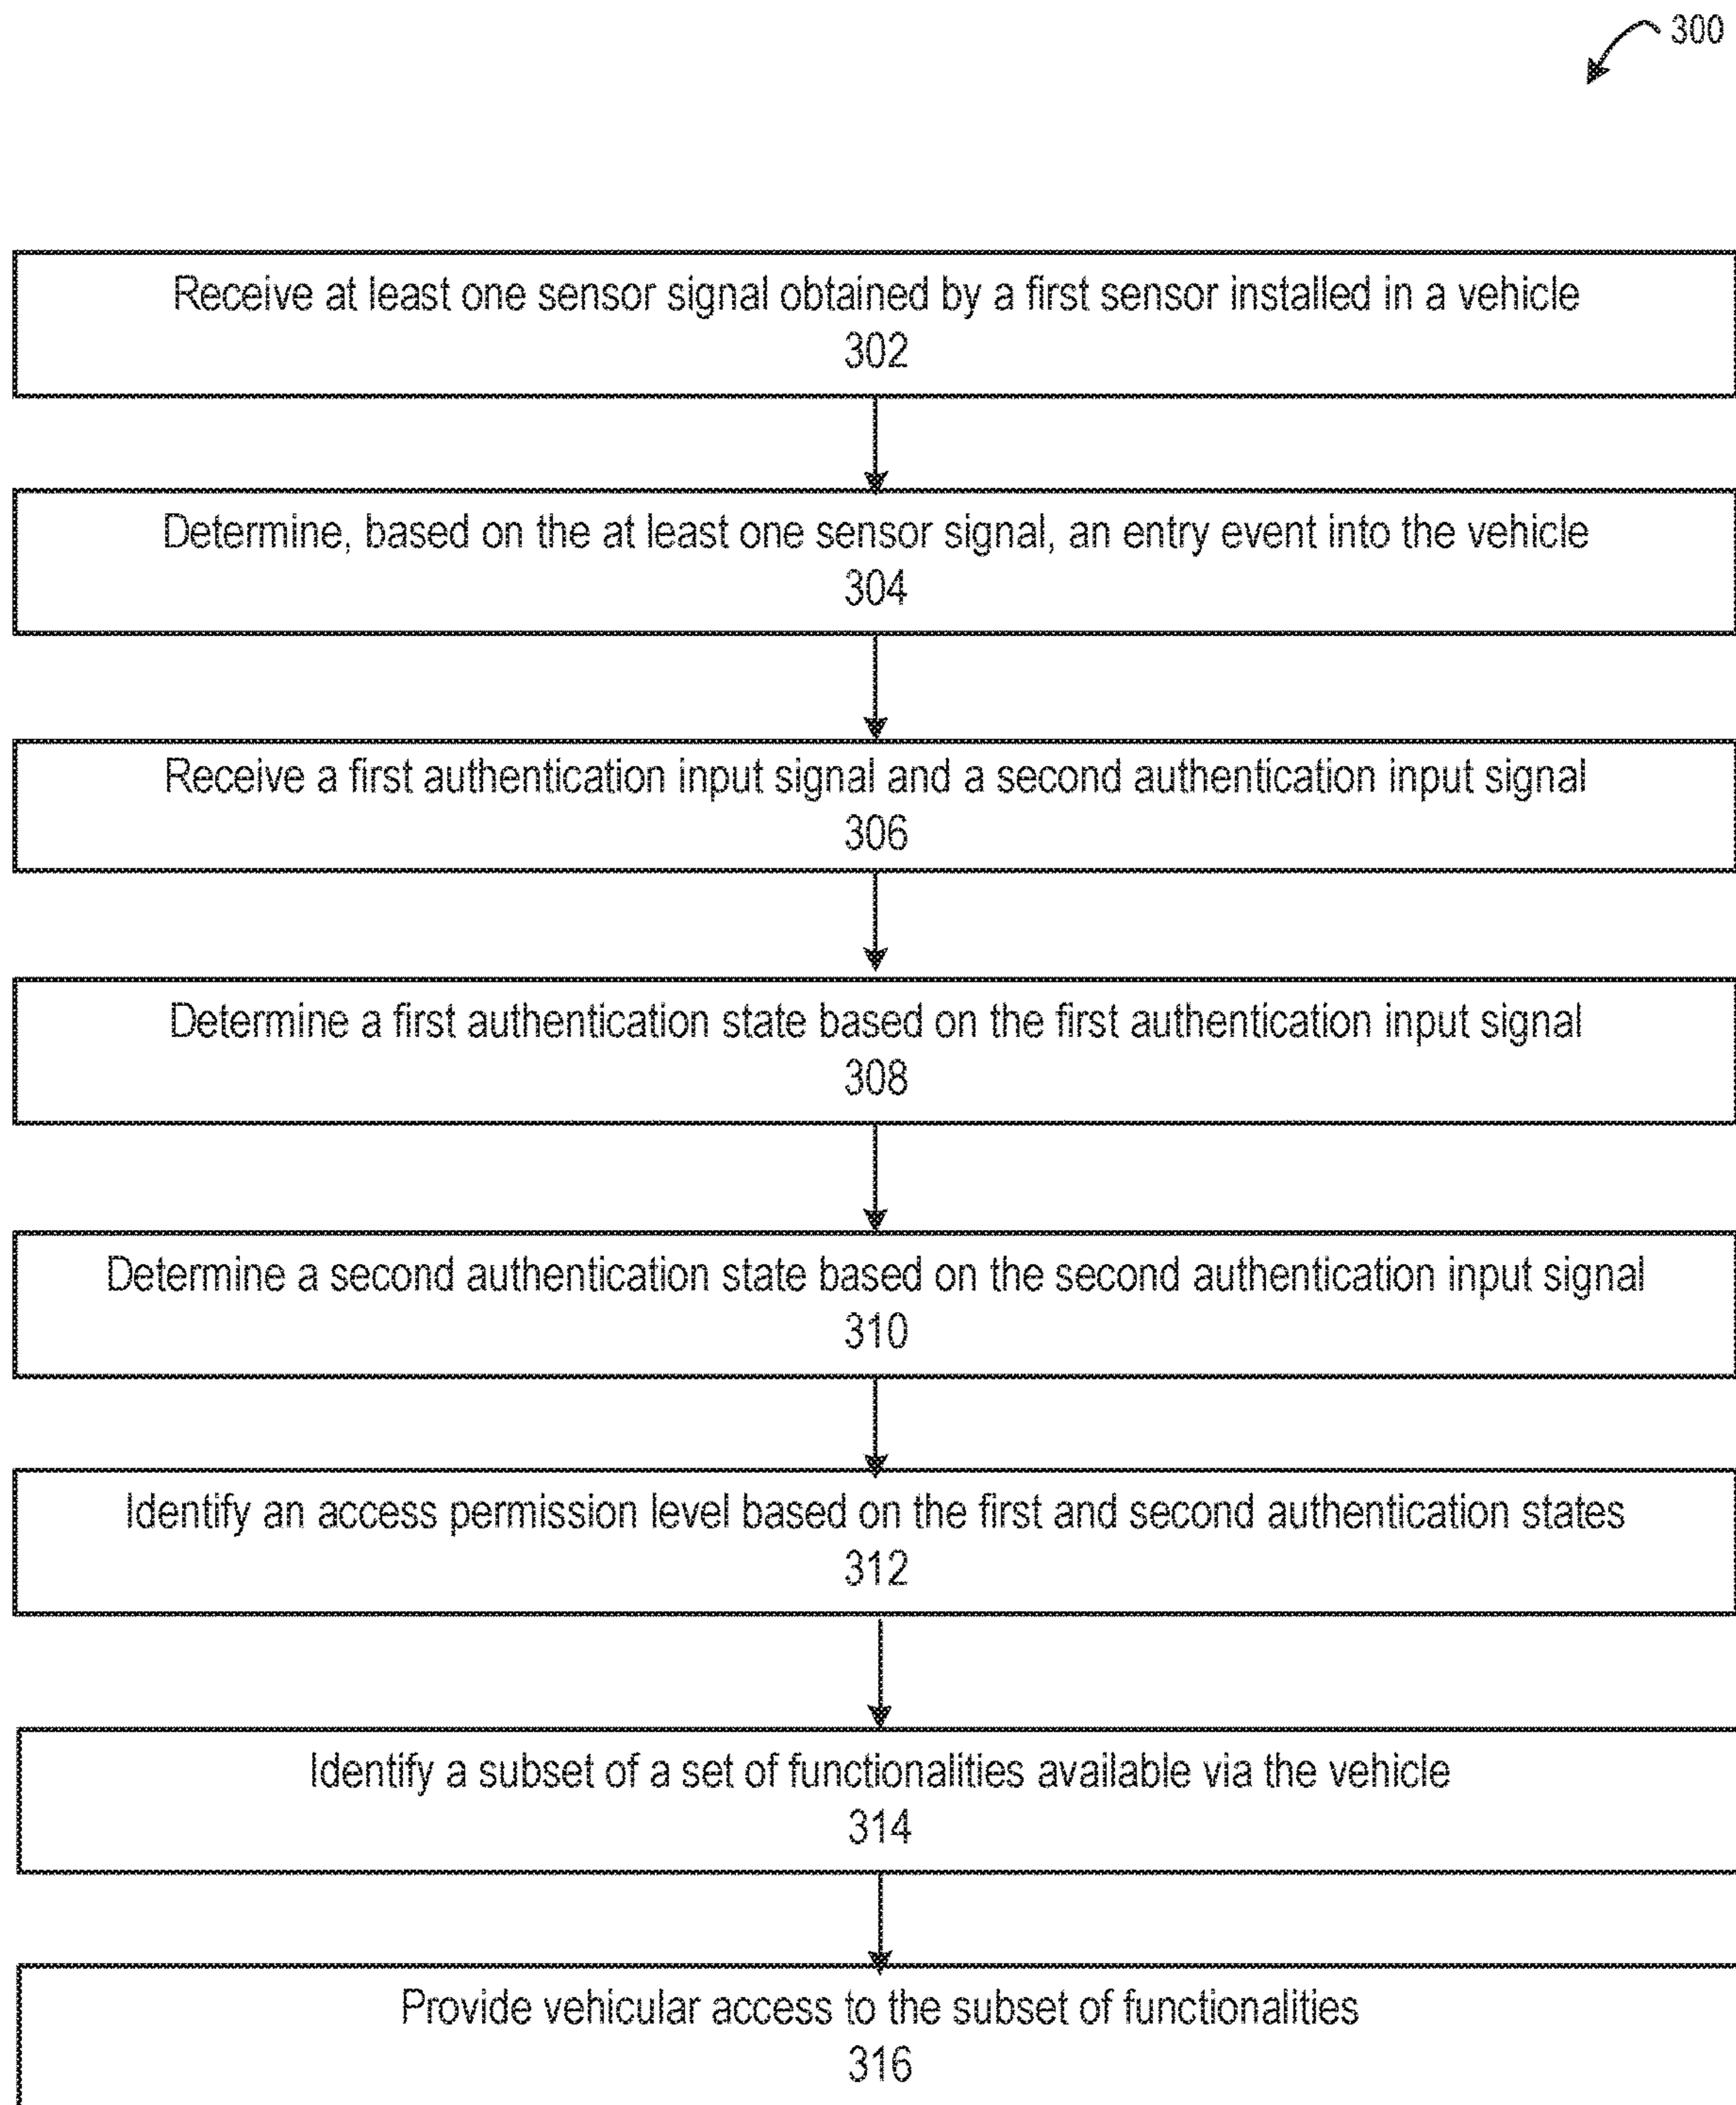 300
Receive at least one sensor signal obtained by a first sensor installed in a vehicle
302
Determine, based on the at least one sensor signal, an entry event into the vehicle
304
Receive a first authentication input signal and a second authentication input signal
306
Determine a first authentication state based on the first authentication input signal
308
Determine a second authentication state based on the second authentication input signal
310
Identify an access permission level based on the first and second authentication states
312
Identify a subset of a set of functionalities available via the vehicle
314
Provide vehicular access to the subset of functionalities
316